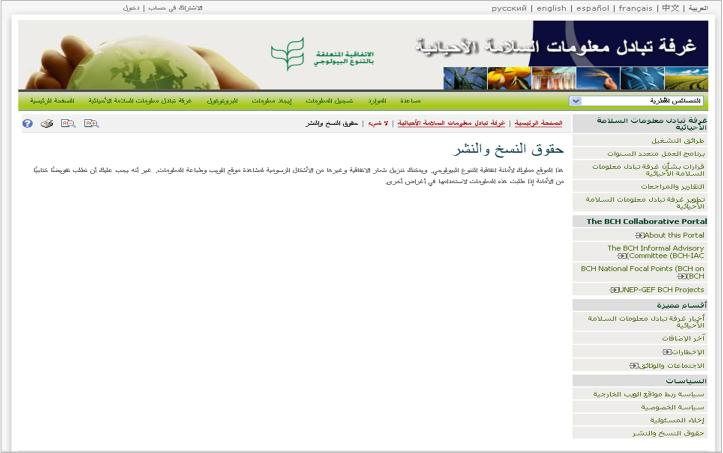 العربية | 中文 | français | español | english | русский
الاشتراك في حساب | دخول
غرفة تبادل معلومات السلامة الأحيائية
الاتفاقية المتعلقة
بالتنوع البيولوجي
الصفحة الرئيسية غرفة تبادل معلومات السلامة الأحيائية البروتوكول إيجاد معلومات تسجيل المعلومات الموارد مساعدة
الصفحة الرئيسية | غرفة تبادل معلومات السلامة الأحيائية | حقوق النسخ والنشر
حقوق النسخ والنشر
هذا الموقع مملوك لأمانة اتفاقية التنوع البيولوجي. ويمكنك تنزيل شعار الاتفاقية وغيرها من الأشكال الرسومية لمشاهدة موقع الويب وطباعة المعلومات. غير أنه يجب عليك أن تطلب تفويضًا كتابيًا
من الأمانة إذا طلبت هذه المعلومات لاستخدامها في أغراض أخرى.
غرفة تبادل معلومات السلامة
الأحيائية
طرائق التشغيل
برنامج العمل متعدد السنوات
قرارات بشأن غرفة تبادل معلومات
السلامة الأحيائية
التقارير والمراجعات
تطوير غرفة تبادل معلومات السلامة
الأحيائية
The BCH Collaborative Portal
About this Portal
The BCH Informal Advisory
(Committee (BCH-IAC
BCH National Focal Points (BCH on
(BCH
UNEP-GEF BCH Projects
أقسام مميزة
أخبار غرفة تبادل معلومات السلامة
الأحيائية
آخر الإضافات
الإخطارات
الاجتماعات والوثائق
السياسات
سياسة ربط مواقع الويب الخارجية
سياسة الخصوصية
إخلاء المسئولية
حقوق النسخ والنشر